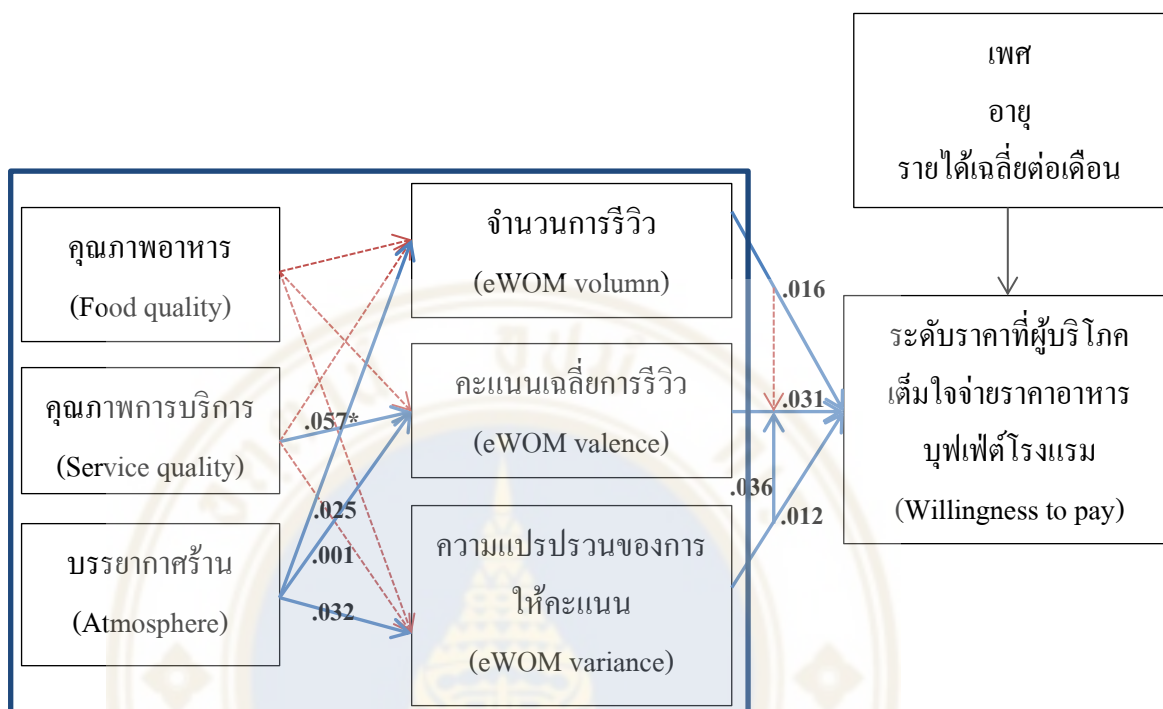 เพศ
อายุ
รายได้เฉลี่ยต่อเดือน
คุณภาพอาหาร
(Food quality)
คุณภาพการบริการ
(Service quality)
บรรยากาศร้าน
(Atmosphere)
.057*
.025
.001
.032
จำนวนการรีวิว
(eWOM volumn)
คะแนนเฉลี่ยการรีวิว
(eWOM valence)
ความแปรปรวนของการ
ให้คะแนน
(eWOM variance)
.016
.031
.036
.012
ระดับราคาที่ผู้บริโภค
เต็มใจจ่ายราคาอาหาร
บุฟเฟ่ต์โรงแรม
(Willingness to pay)